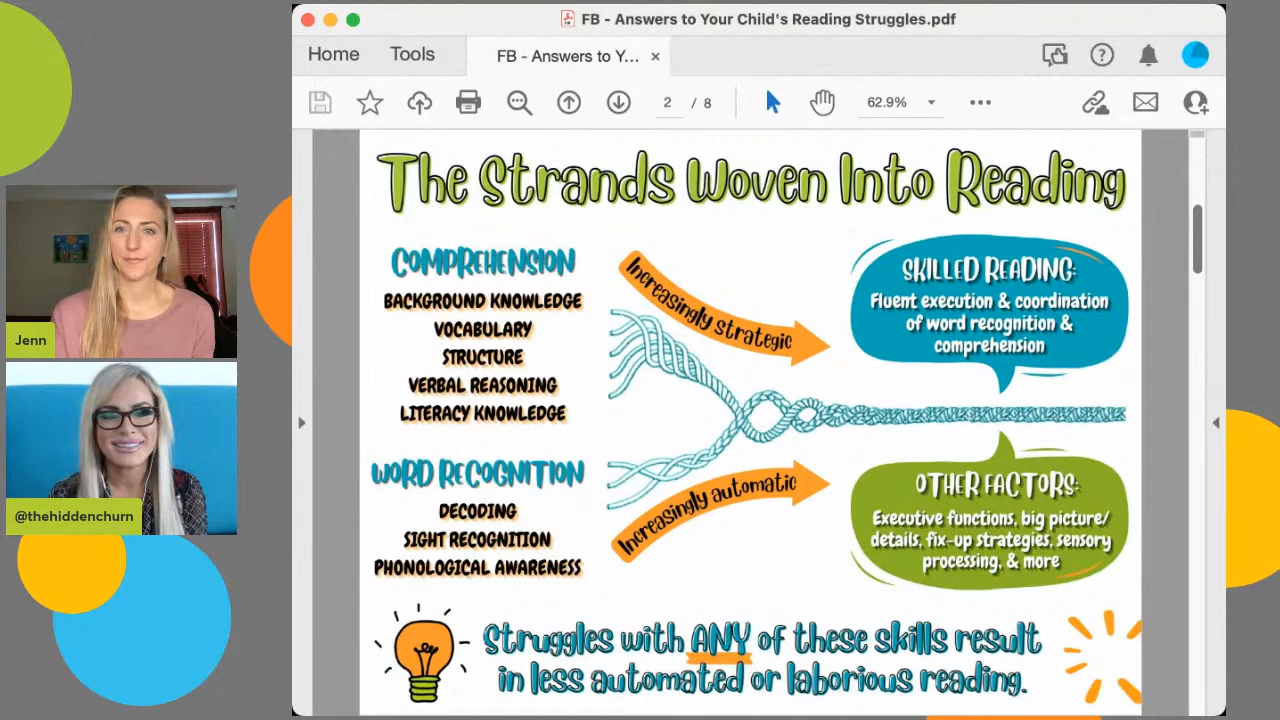 FB - Answers to Your Child's Reading Struggles.pdf
Home
Tools
FB - Answers to Y...
2 / 8
62.9%
The Strands Woven Into Reading
COMPREHENSION
BACKGROUND KNOWLEDGE
VOCABULARY
STRUCTURE
VERBAL REASONING
LITERACY KNOWLEDGE
WORD RECOGNITION
DECODING
SIGHT RECOGNITION
PHONOLOGICAL AWARENESS
Increasingly strategic
Increasingly automatic
SKILLED READING:
Fluent execution & coordination
of word recognition &
comprehension
OTHER FACTORS:
Executive functions, big picture/
details, fix-up strategies, sensory
processing, & more
Struggles with ANY of these skills result
in less automated or laborious reading.
Jenn
@thehiddenchurn